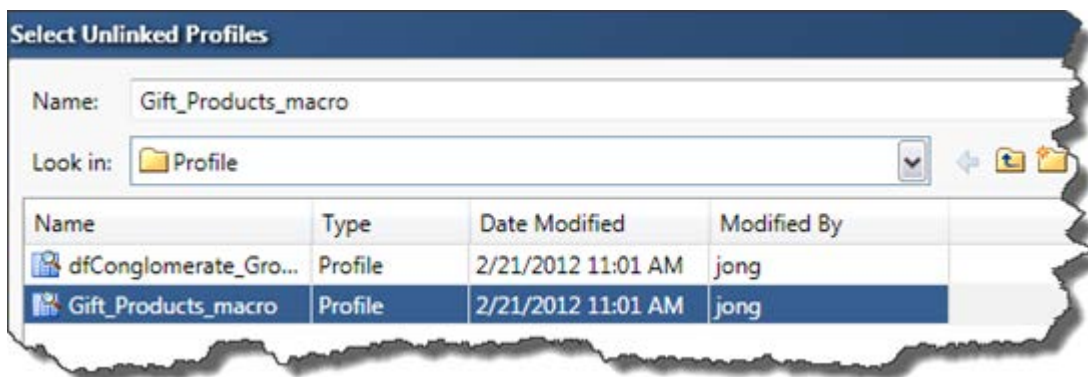 Select Unlinked Profiles
Name: Gift_Products_macro
Look in: Profile
Name Type Date Modified Modified By
dfConglomerate_Gro... Profile 2/21/2012 11:01 AM jong
Gift_Products_macro Profile 2/21/2012 11:01 AM jong